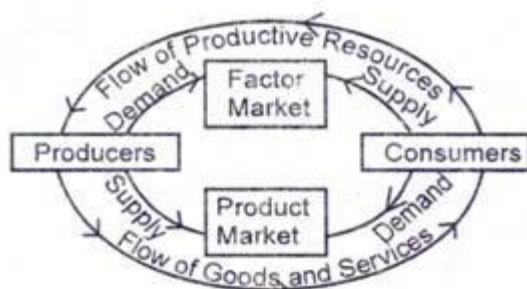 Flow of Productive Resources
Demand
Factor
Market
Supply
Producers
Consumers
Supply
Product
Market
Demand
Flow of Goods and Services